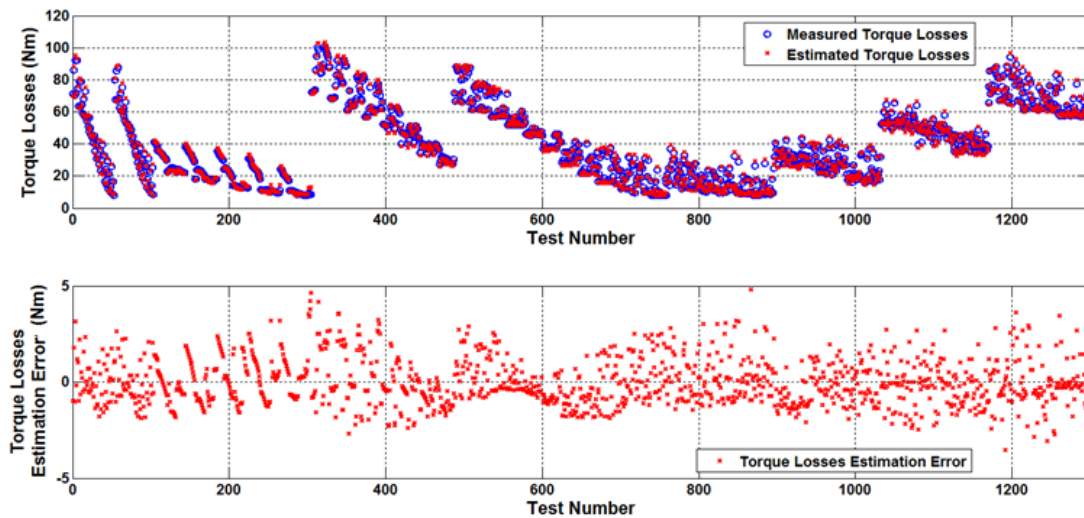 120
100
80
60
40
20
0
Torque Losses (Nm)
Measured Torque Losses
Estimated Torque Losses
0 200 400 600 800 1000 1200
Test Number
5
0
-5
Torque Losses
Estimation Error (Nm)
Torque Losses Estimation Error
0 200 400 600 800 1000 1200
Test Number